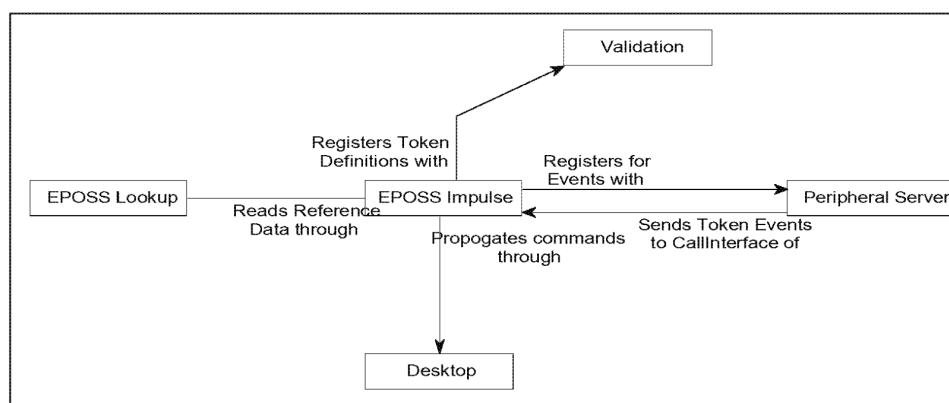 Validation
Registers Token
Definitions with
Registers for
Events with
EPOSS Lookup
EPOSS Impulse
Peripheral Server
Reads Reference
Data through
Propogates commands
through
Sends Token Events
to CallInterface of
Desktop